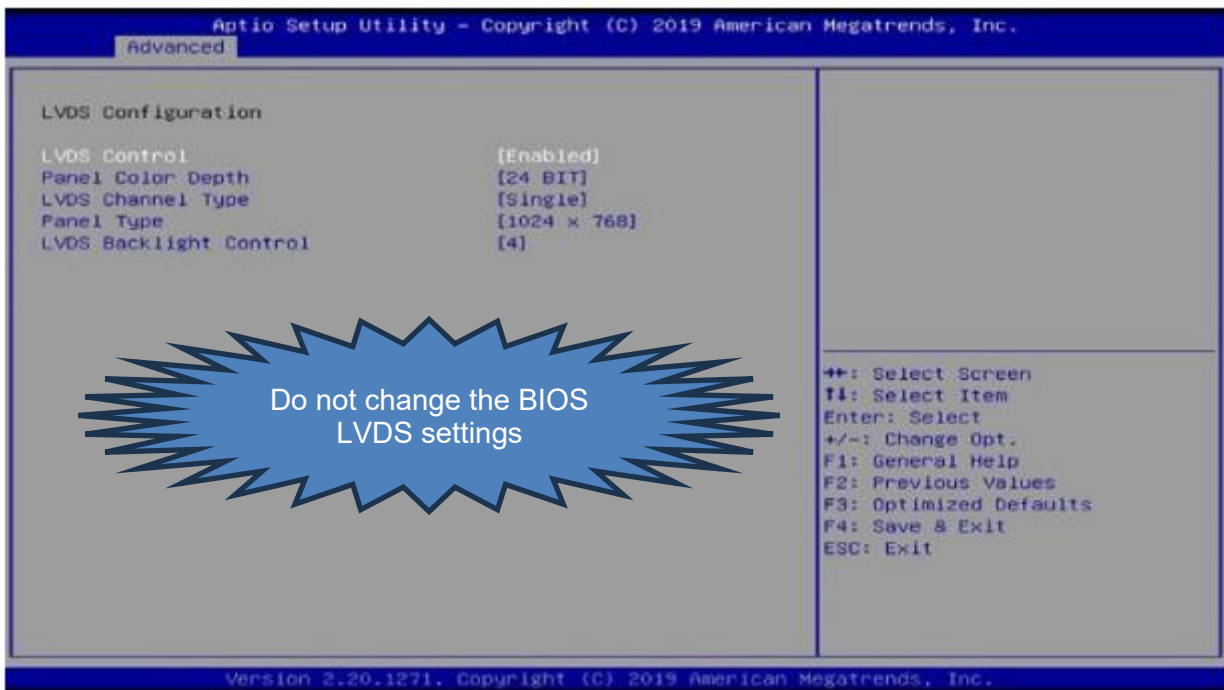 Aptio Setup Utility – Copyright (C) 2019 American Megatrends, Inc.
Advanced
LVDS Configuration
LVDS Control [Enabled]
Panel Color Depth [24 BIT]
LVDS Channel Type [Single]
Panel Type [1024 x 768]
LVDS Backlight Control [4]
Do not change the BIOS
LVDS settings
→←: Select Screen
↑↓: Select Item
Enter: Select
+/-: Change Opt.
F1: General Help
F2: Previous Values
F3: Optimized Defaults
F4: Save & Exit
ESC: Exit
Version 2.20.1271. Copyright (C) 2019 American Megatrends, Inc.